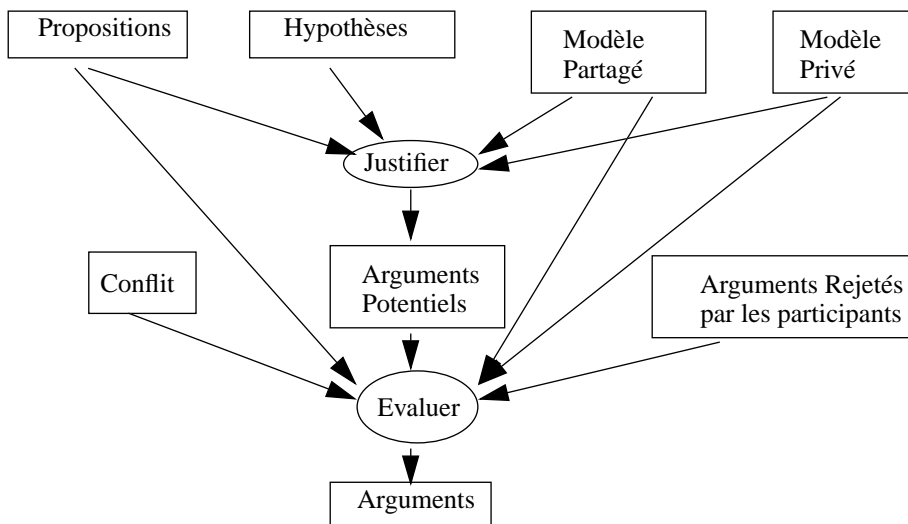 Propositions
Hypothèses
Modèle
Partagé
Modèle
Privé
Justifier
Conflit
Arguments
Potentiels
Arguments Rejetés
par les participants
Evaluer
Arguments